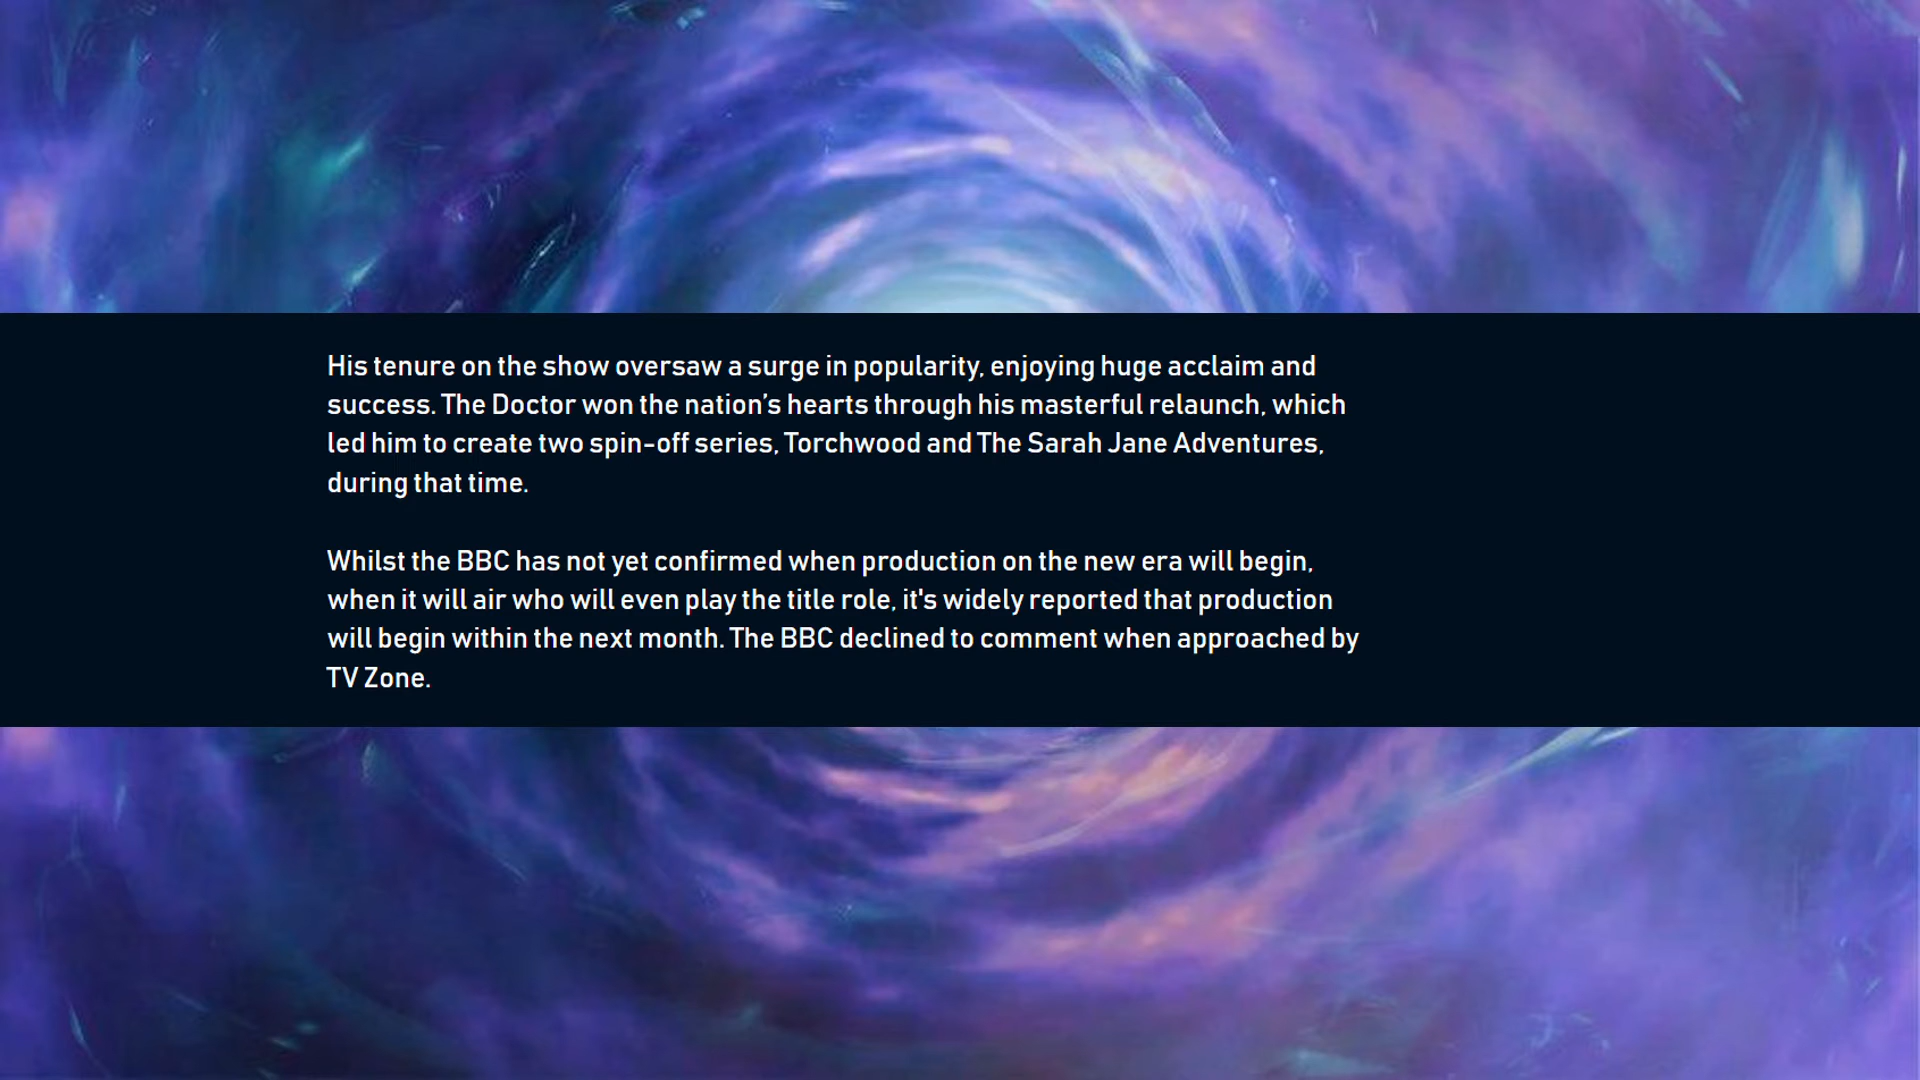 His tenure on the show oversaw a surge in popularity, enjoying huge acclaim and
success. The Doctor won the nation’s hearts through his masterful relaunch, which
led him to create two spin-off series, Torchwood and The Sarah Jane Adventures,
during that time.
Whilst the BBC has not yet confirmed when production on the new era will begin,
when it will air who will even play the title role, it's widely reported that production
will begin within the next month. The BBC declined to comment when approached by
TV Zone.